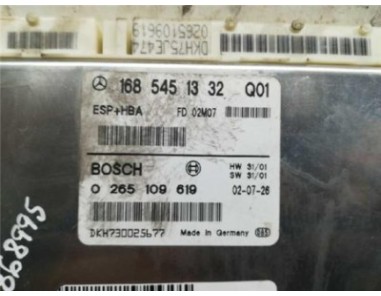 0265109619
DKH75UE474
168 545 13 32 Q01
ESP+HBA FD 02M07
BOSCH HW 31/01
SW 31/01
0 265 109 619 02-07-26
DKH730025677 Made in Germany
868995